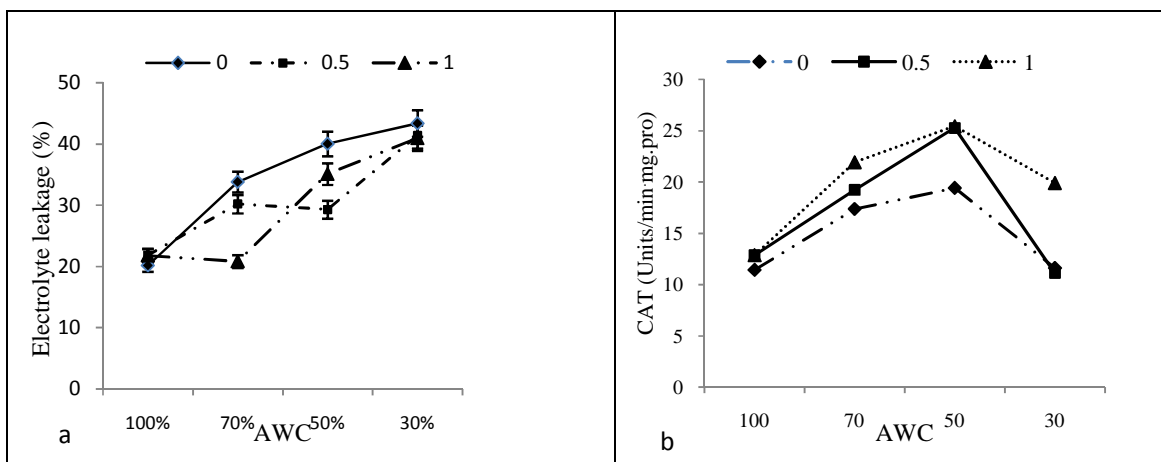 0 0.5 1
50
40
30
20
10
0
Electrolyte leakage (%)
100% 70% 50% 30%
AWC
a
0 0.5 1
30
25
20
15
10
5
0
CAT (Units/min·mg.pro)
100 70 50 30
AWC
b